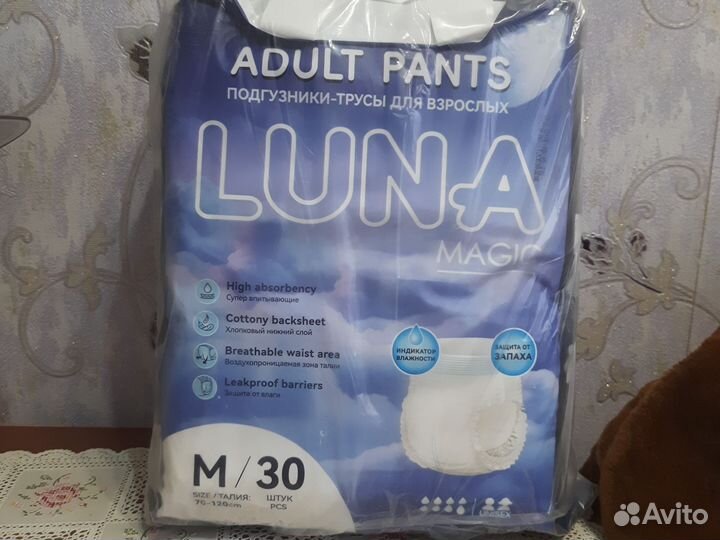 ADULT PANTS
ПОДГУЗНИКИ-ТРУСЫ ДЛЯ ВЗРОСЛЫХ
LUNA
MAGIC
High absorbency
Супер впитывающие
Cottony backsheet
Хлопковый нижний слой
Breathable waist area
Воздухопроницаемая зона талии
Leakproof barriers
Защита от влаги
ИНДИКАТОР
ВЛАЖНОСТИ
ЗАЩИТА ОТ
ЗАПАХА
M / 30
SIZE / ТАЛИЯ: ШТУК
PCS
UNISEX
Avito